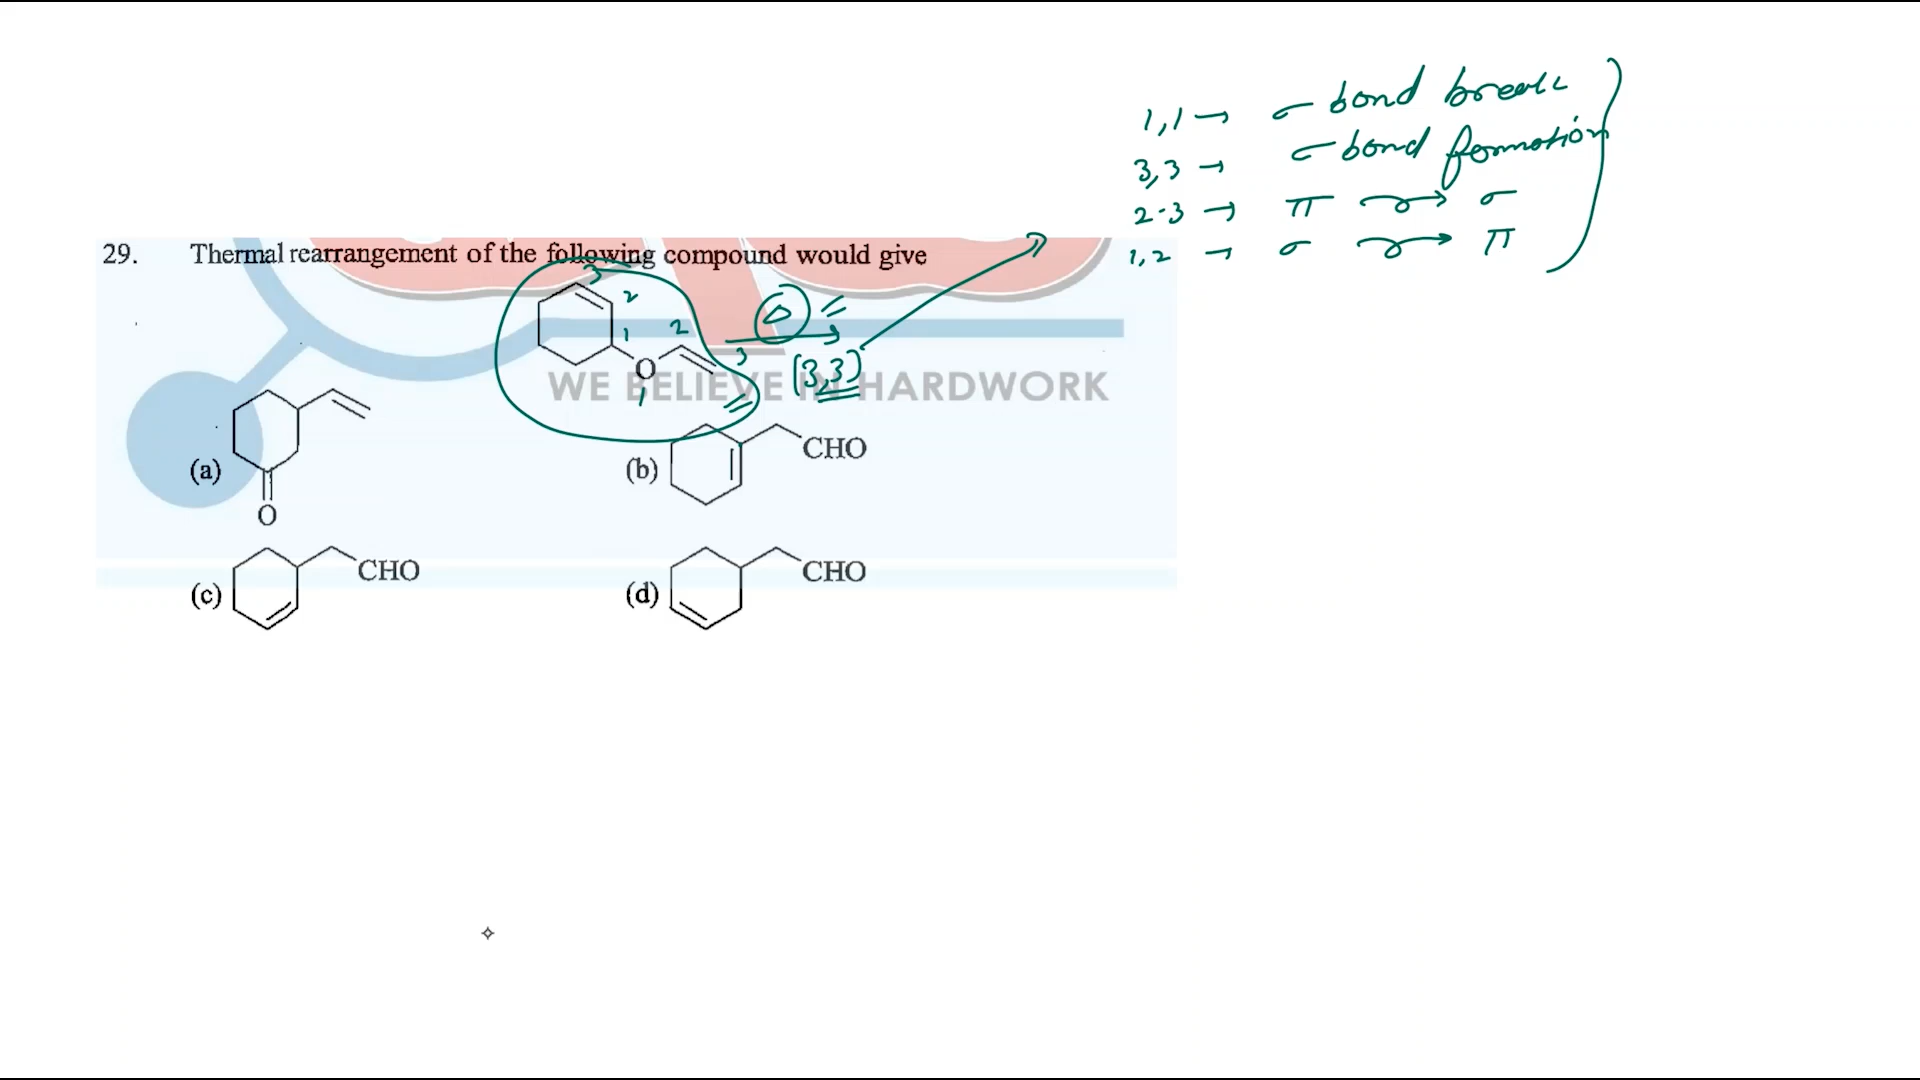 1,1 → σ bond break
3,3 → σ bond formation
2-3 → π → σ
1,2 → σ → π
29. Thermal rearrangement of the following compound would give
3
2
1 2
Δ
3
O
1
(3,3)
WE BELIEVE IN HARDWORK
(a)
O
(b) CHO
(c) CHO
(d) CHO